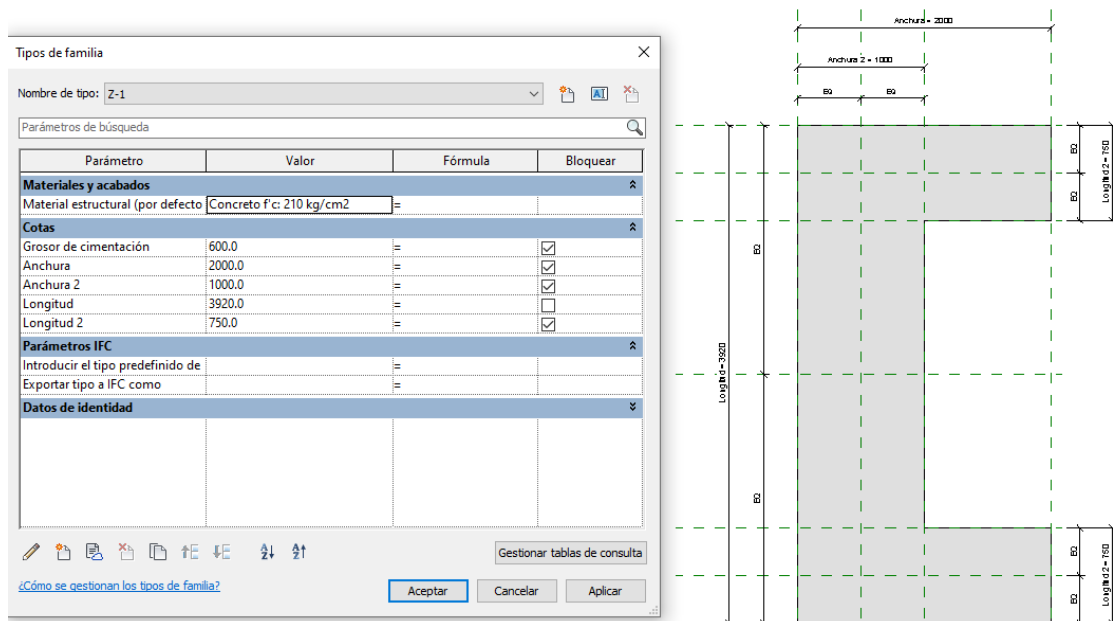 Tipos de familia
Nombre de tipo: Z-1
Parámetros de búsqueda
Parámetro Valor Fórmula Bloquear
Materiales y acabados
Material estructural (por defecto Concreto f'c: 210 kg/cm2 =
Cotas
Grosor de cimentación 600.0 =
Anchura 2000.0 =
Anchura 2 1000.0 =
Longitud 3920.0 =
Longitud 2 750.0 =
Parámetros IFC
Introducir el tipo predefinido de =
Exportar tipo a IFC como =
Datos de identidad
Gestionar tablas de consulta
¿Cómo se gestionan los tipos de familia?
Aceptar Cancelar Aplicar
Anchura = 2000
Anchura 2 = 1000
EQ EQ
EQ
EQ
Longitud 2 = 750
EQ
Longitud = 3920
EQ
EQ
EQ
Longitud 2 = 750